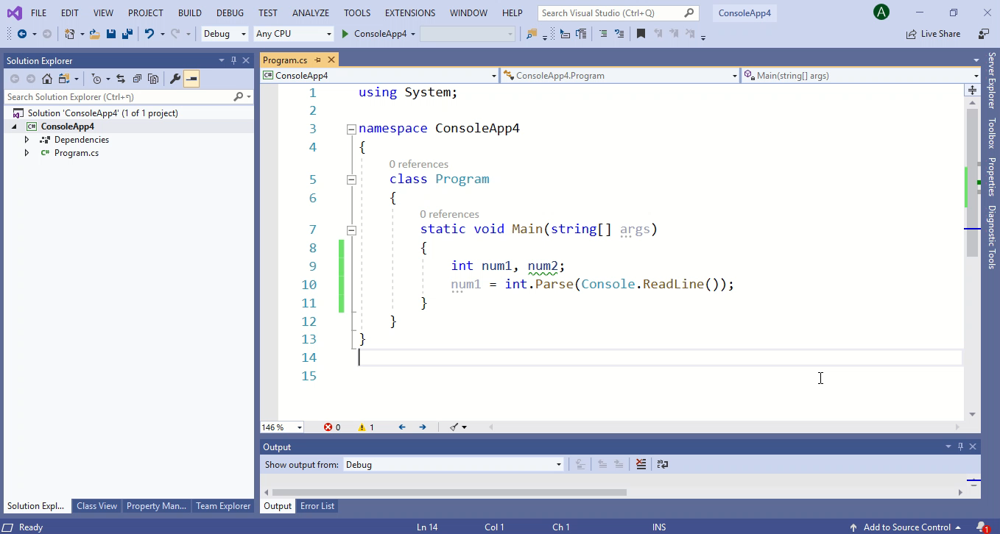 FILE EDIT VIEW PROJECT BUILD DEBUG TEST ANALYZE TOOLS EXTENSIONS WINDOW HELP Search Visual Studio (Ctrl+Q) ConsoleApp4 A
Debug Any CPU ConsoleApp4 Live Share
Solution Explorer
Search Solution Explorer (Ctrl+ף)
Solution 'ConsoleApp4' (1 of 1 project)
C# ConsoleApp4
Dependencies
C# Program.cs
Program.cs
C# ConsoleApp4 ConsoleApp4.Program Main(string[] args)
1 using System;
2
3 namespace ConsoleApp4
4 {
0 references
5 class Program
6 {
0 references
7 static void Main(string[] args)
8 {
9 int num1, num2;
10 num1 = int.Parse(Console.ReadLine());
11 }
12 }
13 }
14
15
146 % 0 1
Output
Show output from: Debug
Output Error List
Solution Expl... Class View Property Man... Team Explorer
Server Explorer
Toolbox
Properties
Diagnostic Tools
Ready Ln 14 Col 1 Ch 1 INS Add to Source Control 1